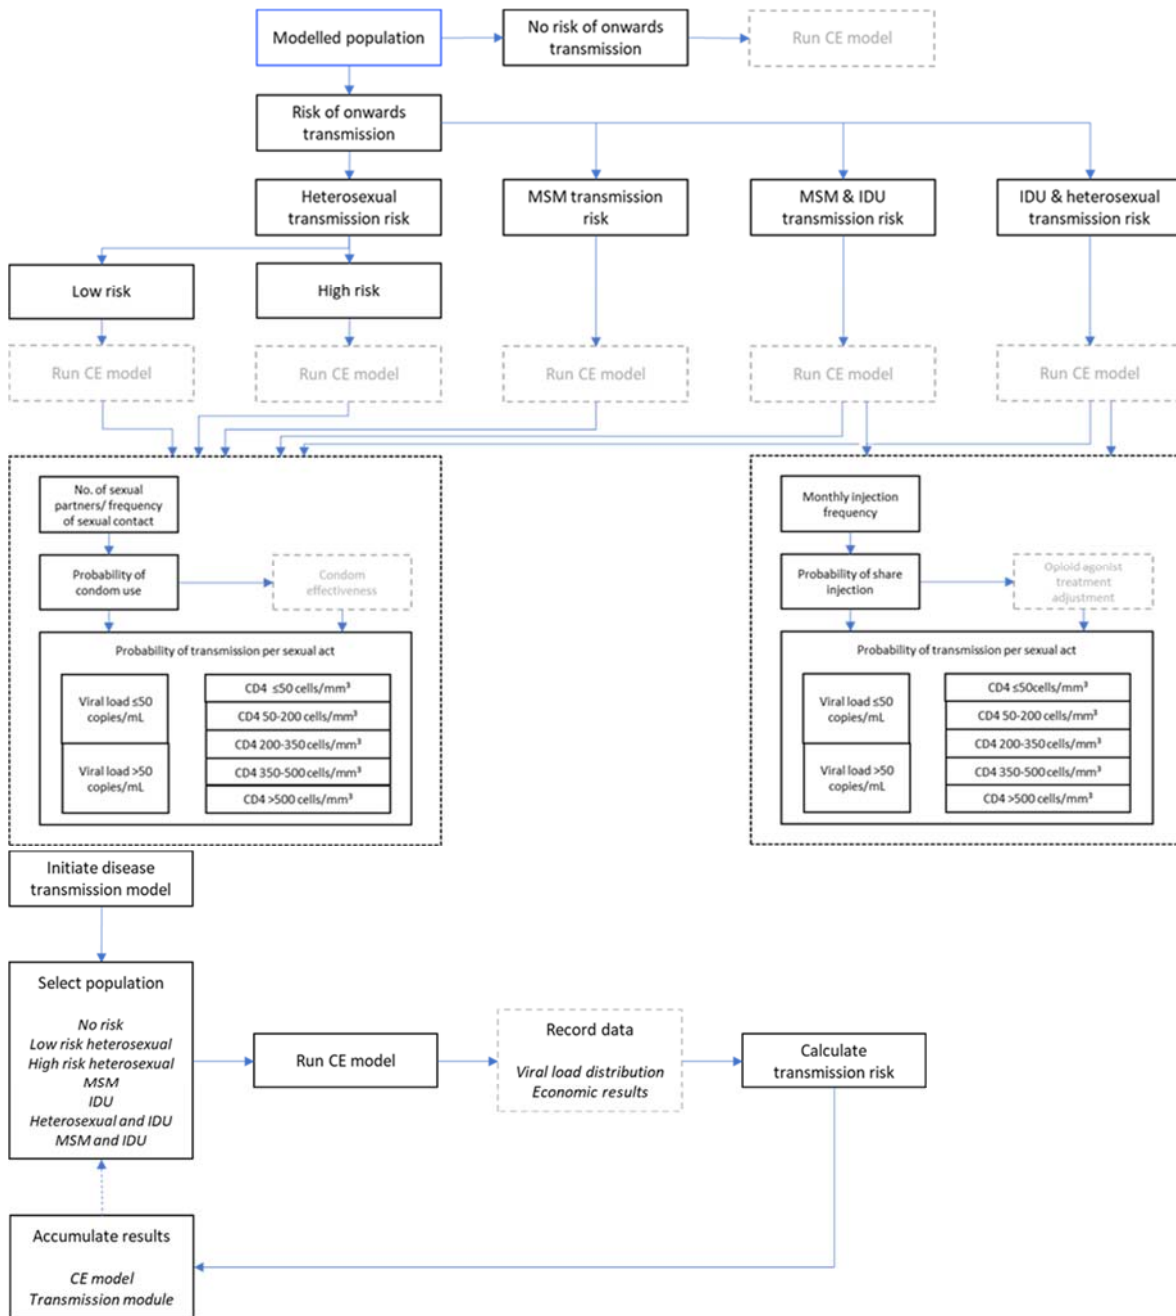 Modelled population
No risk of onwards
transmission
Run CE model
Risk of onwards
transmission
Heterosexual
transmission risk
MSM transmission
risk
MSM & IDU
transmission risk
IDU & heterosexual
transmission risk
Low risk
High risk
Run CE model
Run CE model
Run CE model
Run CE model
Run CE model
No. of sexual
partners/ frequency
of sexual contact
Probability of
condom use
Condom
effectiveness
Probability of transmission per sexual act
Viral load ≤50
copies/mL
Viral load >50
copies/mL
CD4 ≤50 cells/mm³
CD4 50-200 cells/mm³
CD4 200-350 cells/mm³
CD4 350-500 cells/mm³
CD4 >500 cells/mm³
Monthly injection
frequency
Probability of share
injection
Opioid agonist
treatment
adjustment
Probability of transmission per sexual act
Viral load ≤50
copies/mL
Viral load >50
copies/mL
CD4 ≤50cells/mm³
CD4 50-200 cells/mm³
CD4 200-350 cells/mm³
CD4 350-500 cells/mm³
CD4 >500 cells/mm³
Initiate disease
transmission model
Select population
No risk
Low risk heterosexual
High risk heterosexual
MSM
IDU
Heterosexual and IDU
MSM and IDU
Run CE model
Record data
Viral load distribution
Economic results
Calculate
transmission risk
Accumulate results
CE model
Transmission module